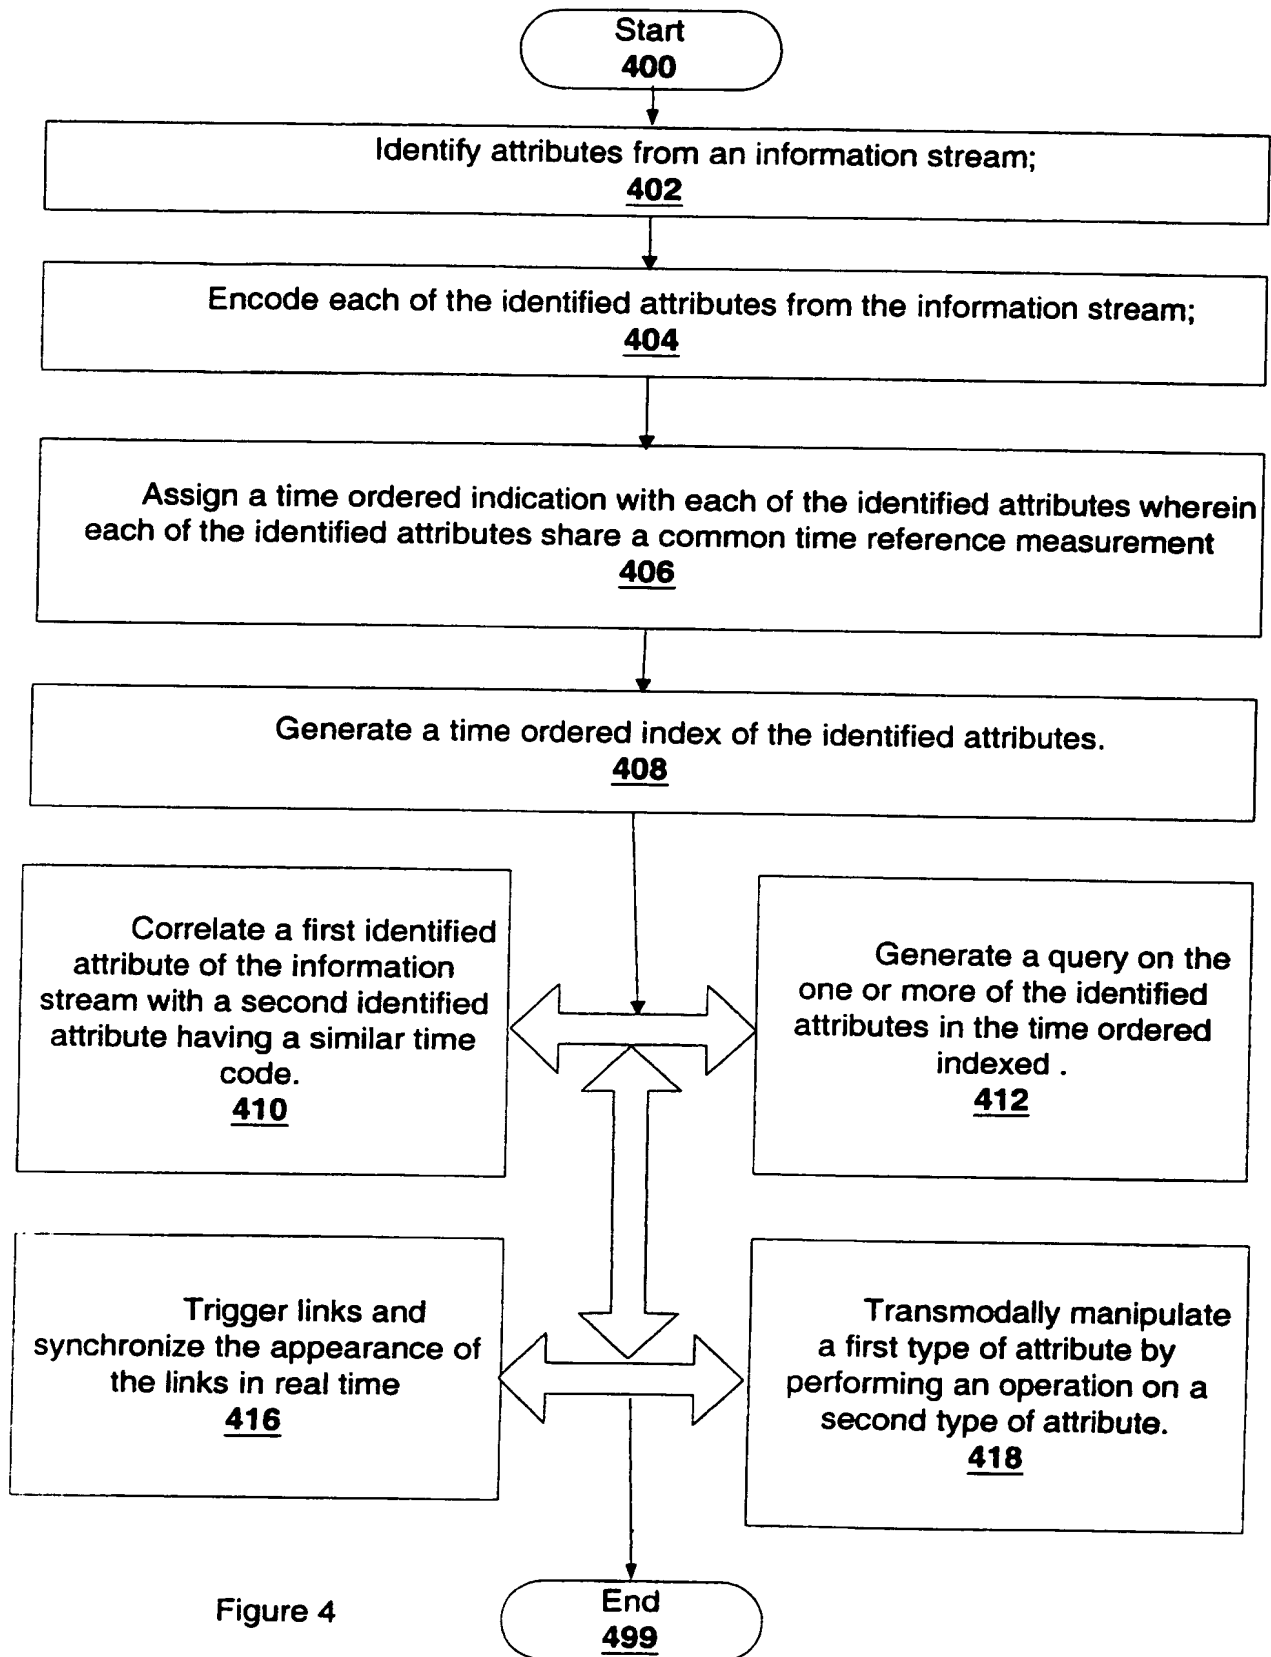 Start
400
Identify attributes from an information stream;
402
Encode each of the identified attributes from the information stream;
404
Assign a time ordered indication with each of the identified attributes wherein
each of the identified attributes share a common time reference measurement
406
Generate a time ordered index of the identified attributes.
408
Correlate a first identified
attribute of the information
stream with a second identified
attribute having a similar time
code.
410
Generate a query on the
one or more of the identified
attributes in the time ordered
indexed .
412
Trigger links and
synchronize the appearance of
the links in real time
416
Transmodally manipulate
a first type of attribute by
performing an operation on a
second type of attribute.
418
End
499
Figure 4